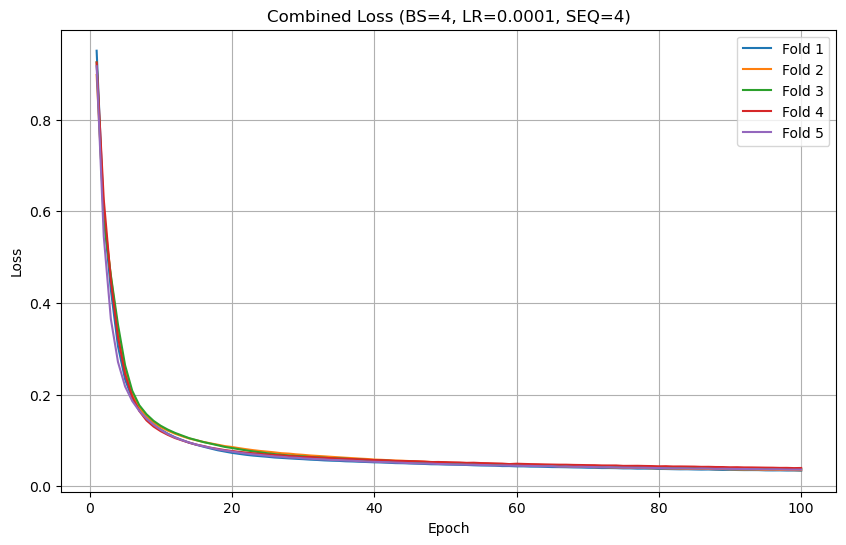 Combined Loss (BS=4, LR=0.0001, SEQ=4)
Fold 1
Fold 2
Fold 3
Fold 4
Fold 5
Loss
0.8
0.6
0.4
0.2
0.0
0 20 40 60 80 100
Epoch